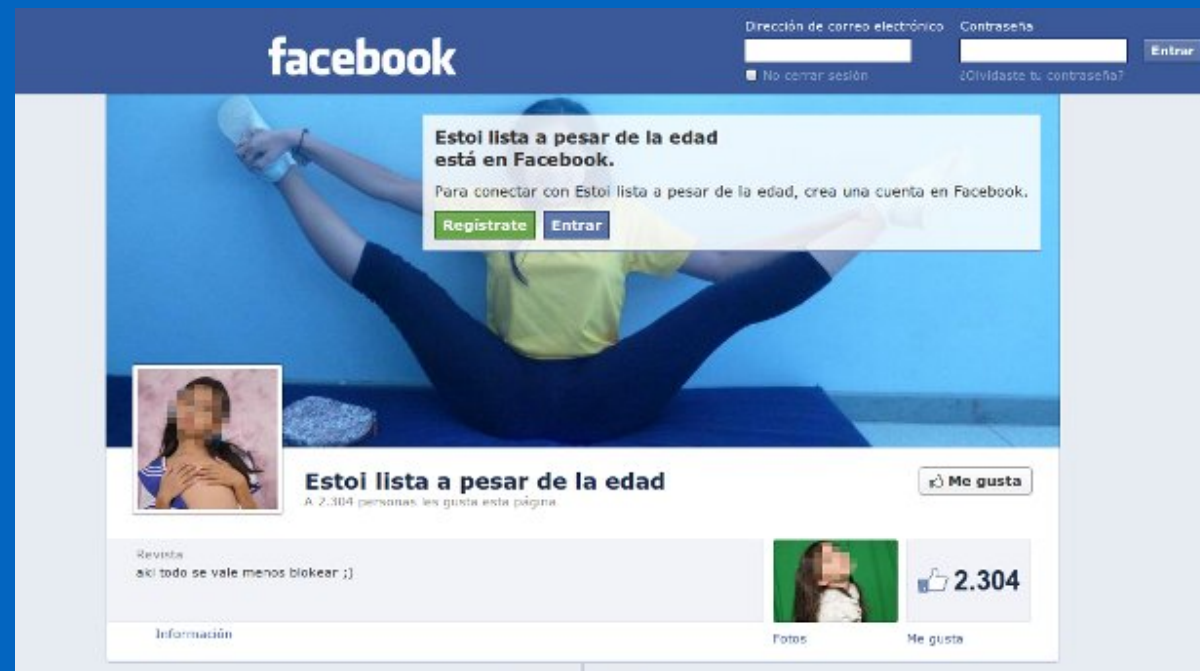 facebook
Dirección de correo electrónico
Contraseña
Entrar
No cerrar sesión
¿Olvidaste tu contraseña?
Estoi lista a pesar de la edad
está en Facebook.
Para conectar con Estoi lista a pesar de la edad, crea una cuenta en Facebook.
Regístrate
Entrar
Estoi lista a pesar de la edad
A 2.304 personas les gusta esta página
Me gusta
Revista
aki todo se vale menos blokear ;)
2.304
Información
Fotos
Me gusta